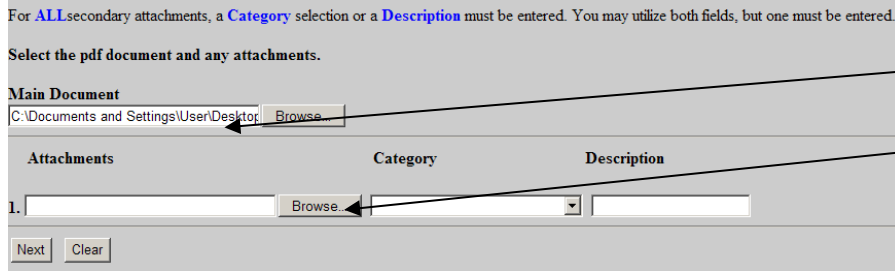 For ALLsecondary attachments, a Category selection or a Description must be entered. You may utilize both fields, but one must be entered.
Select the pdf document and any attachments.
Main Document
C:\Documents and Settings\User\Desktop Browse...
Attachments Category Description
1. Browse...
Next Clear